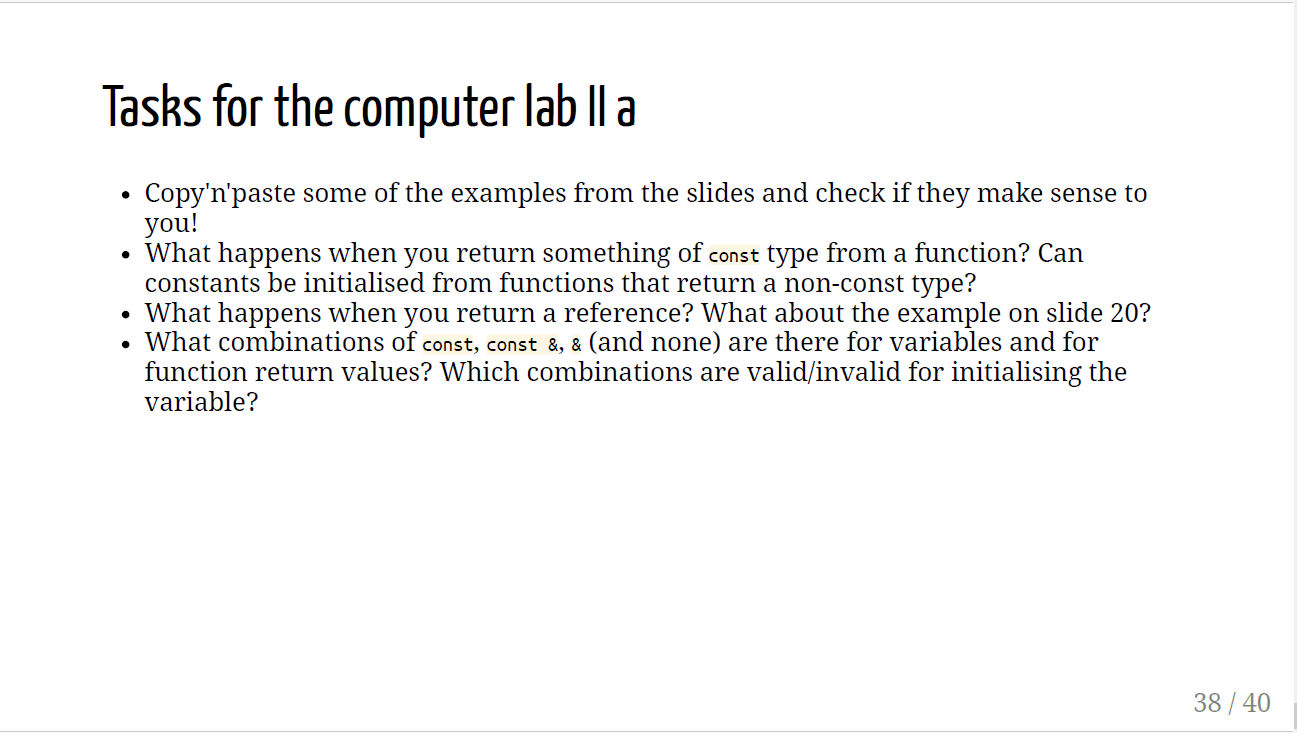 Tasks for the computer lab II a
• Copy'n'paste some of the examples from the slides and check if they make sense to
you!
• What happens when you return something of const type from a function? Can
constants be initialised from functions that return a non-const type?
• What happens when you return a reference? What about the example on slide 20?
• What combinations of const, const &, & (and none) are there for variables and for
function return values? Which combinations are valid/invalid for initialising the
variable?
38 / 40